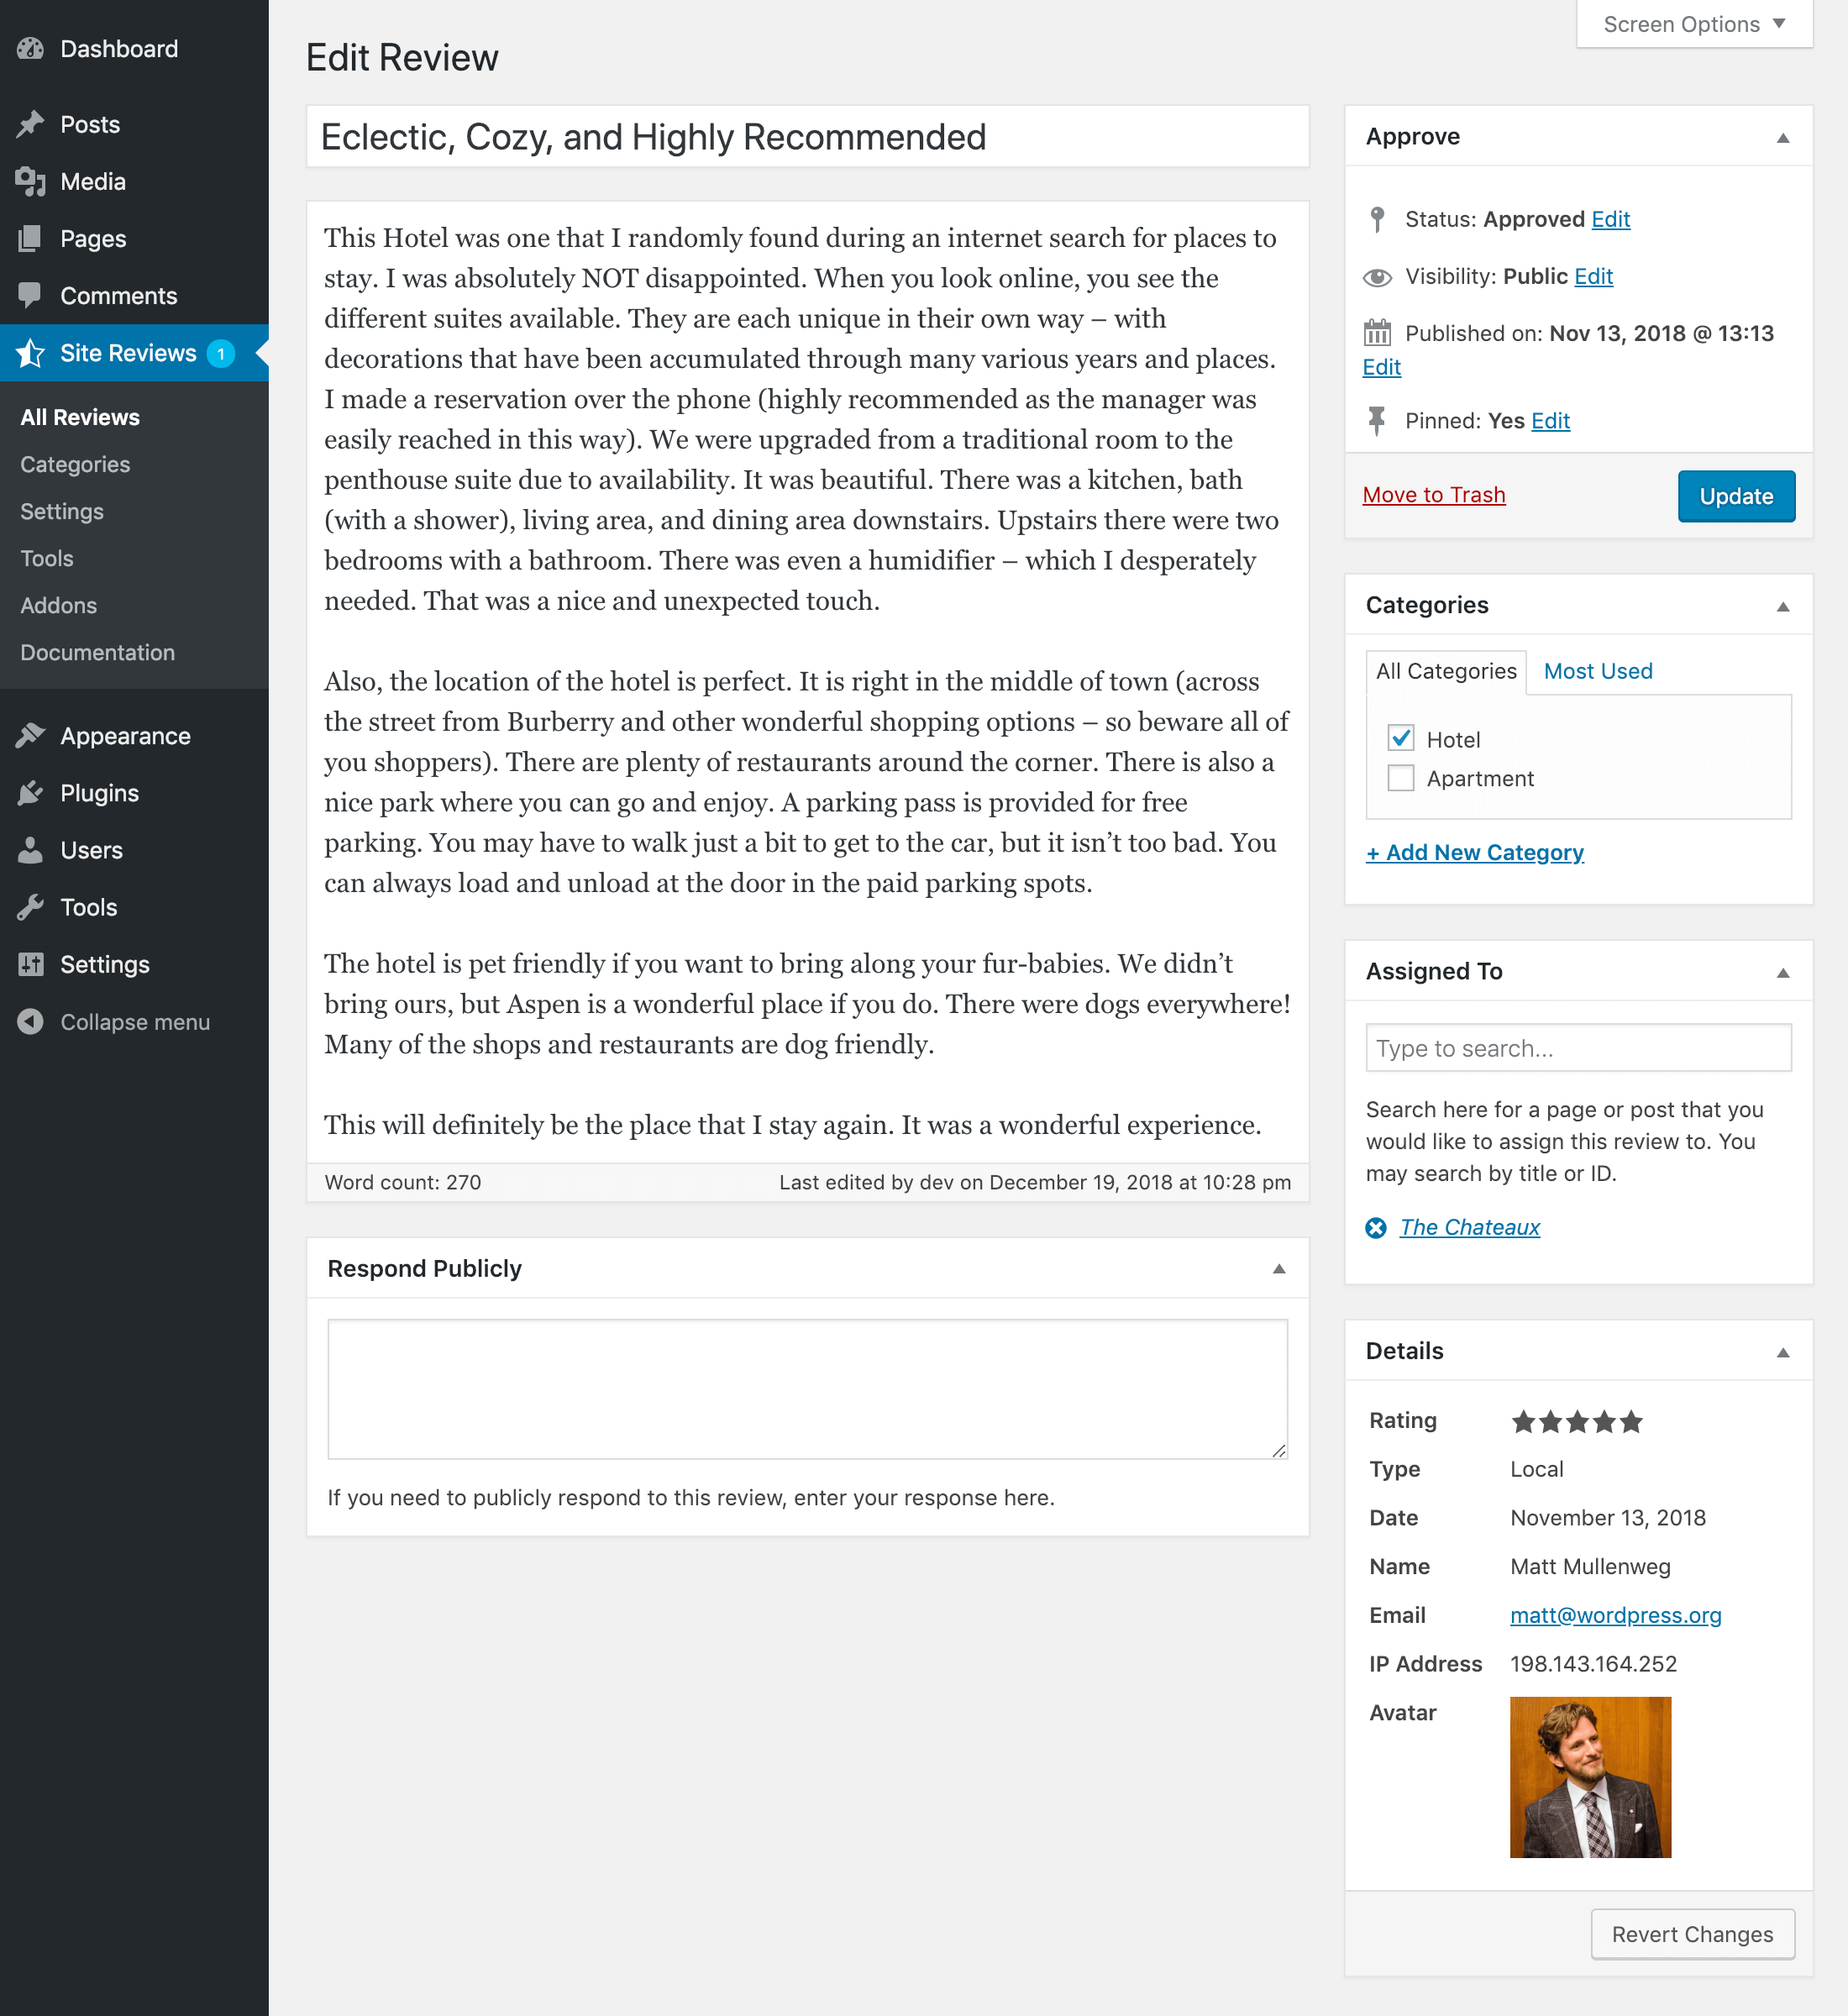 Dashboard
Posts
Media
Pages
Comments
Site Reviews 1
All Reviews
Categories
Settings
Tools
Addons
Documentation
Appearance
Plugins
Users
Tools
Settings
Collapse menu
Screen Options
Edit Review
Eclectic, Cozy, and Highly Recommended
This Hotel was one that I randomly found during an internet search for places to
stay. I was absolutely NOT disappointed. When you look online, you see the
different suites available. They are each unique in their own way – with
decorations that have been accumulated through many various years and places.
I made a reservation over the phone (highly recommended as the manager was
easily reached in this way). We were upgraded from a traditional room to the
penthouse suite due to availability. It was beautiful. There was a kitchen, bath
(with a shower), living area, and dining area downstairs. Upstairs there were two
bedrooms with a bathroom. There was even a humidifier – which I desperately
needed. That was a nice and unexpected touch.
Also, the location of the hotel is perfect. It is right in the middle of town (across
the street from Burberry and other wonderful shopping options – so beware all of
you shoppers). There are plenty of restaurants around the corner. There is also a
nice park where you can go and enjoy. A parking pass is provided for free
parking. You may have to walk just a bit to get to the car, but it isn’t too bad. You
can always load and unload at the door in the paid parking spots.
The hotel is pet friendly if you want to bring along your fur-babies. We didn’t
bring ours, but Aspen is a wonderful place if you do. There were dogs everywhere!
Many of the shops and restaurants are dog friendly.
This will definitely be the place that I stay again. It was a wonderful experience.
Word count: 270
Last edited by dev on December 19, 2018 at 10:28 pm
Respond Publicly
If you need to publicly respond to this review, enter your response here.
Approve
Status: Approved Edit
Visibility: Public Edit
Published on: Nov 13, 2018 @ 13:13
Edit
Pinned: Yes Edit
Move to Trash
Update
Categories
All Categories
Most Used
Hotel
Apartment
+ Add New Category
Assigned To
Type to search...
Search here for a page or post that you
would like to assign this review to. You
may search by title or ID.
The Chateaux
Details
Rating
Type Local
Date November 13, 2018
Name Matt Mullenweg
Email matt@wordpress.org
IP Address 198.143.164.252
Avatar
Revert Changes